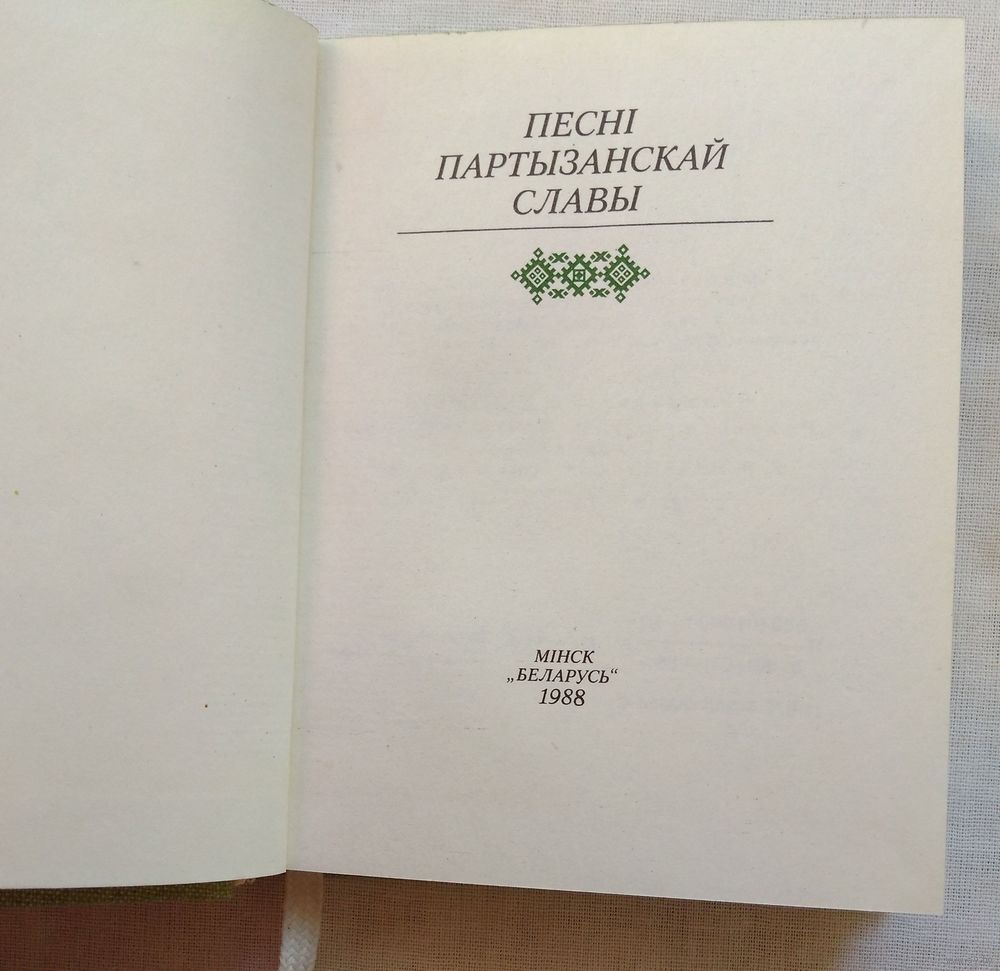 ПЕСНІ
ПАРТЫЗАНСКАЙ
СЛАВЫ
МІНСК
„БЕЛАРУСЬ“
1988